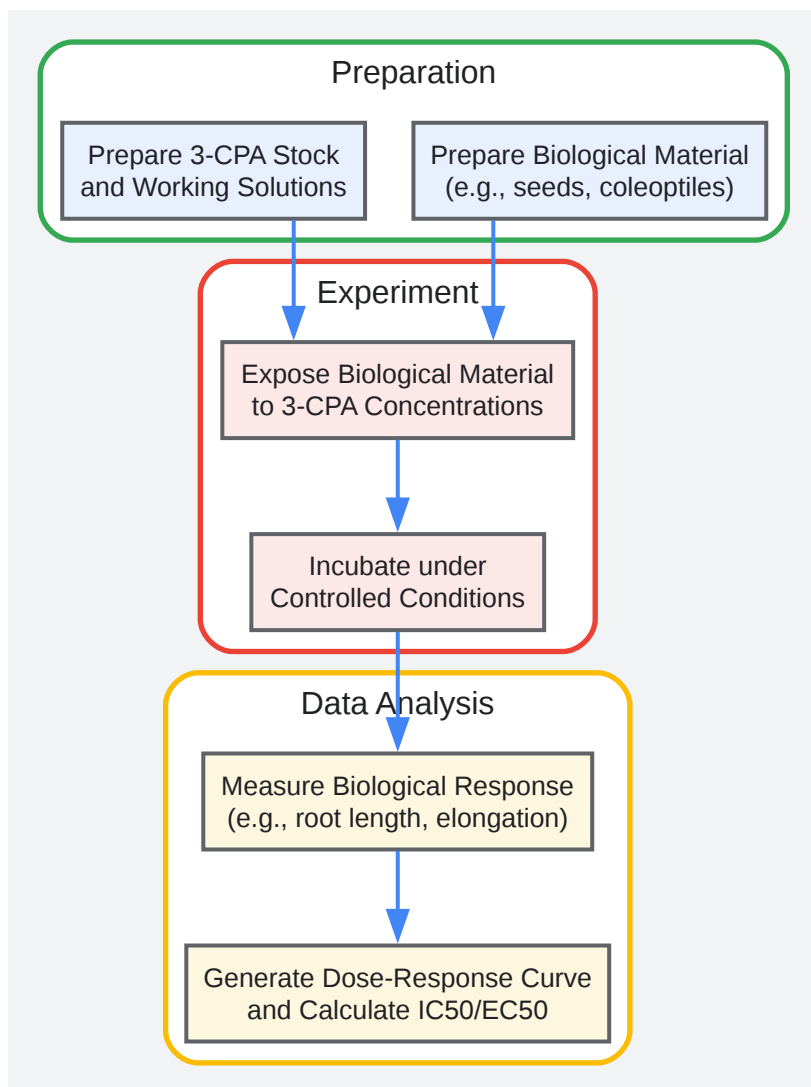 Preparation
Prepare 3-CPA Stock
and Working Solutions
Prepare Biological Material
(e.g., seeds, coleoptiles)
Experiment
Expose Biological Material
to 3-CPA Concentrations
Incubate under
Controlled Conditions
Data Analysis
Measure Biological Response
(e.g., root length, elongation)
Generate Dose-Response Curve
and Calculate IC50/EC50